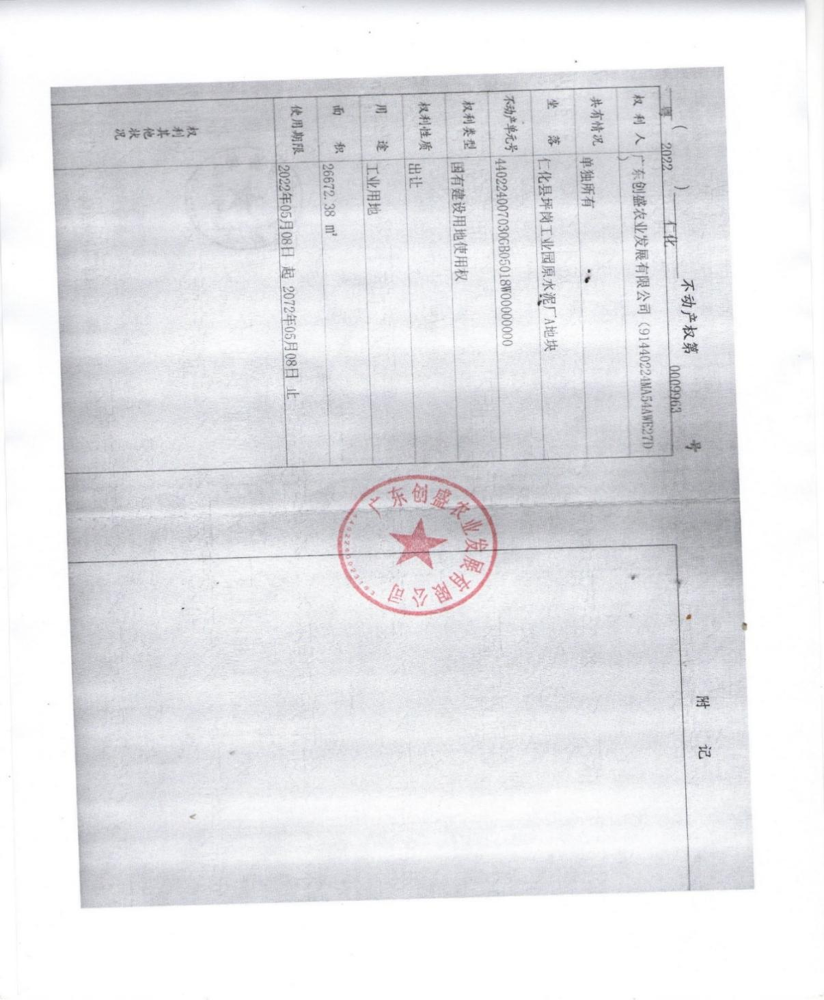 粤（2022）仁化不动产权第0009963号
权利人 广东创盛农业发展有限公司（91440224MA54AWE27D
）
共有情况 单独所有
坐落 仁化县坪岗工业园原水泥厂A地块
不动产单元号 440224007030GB05018W00000000
权利类型 国有建设用地使用权
权利性质 出让
用途 工业用地
面积 26672.38 m²
使用期限 2022年05月08日 起 2072年05月08日 止
权利其他状况
广东创盛农业发展有限公司
附记